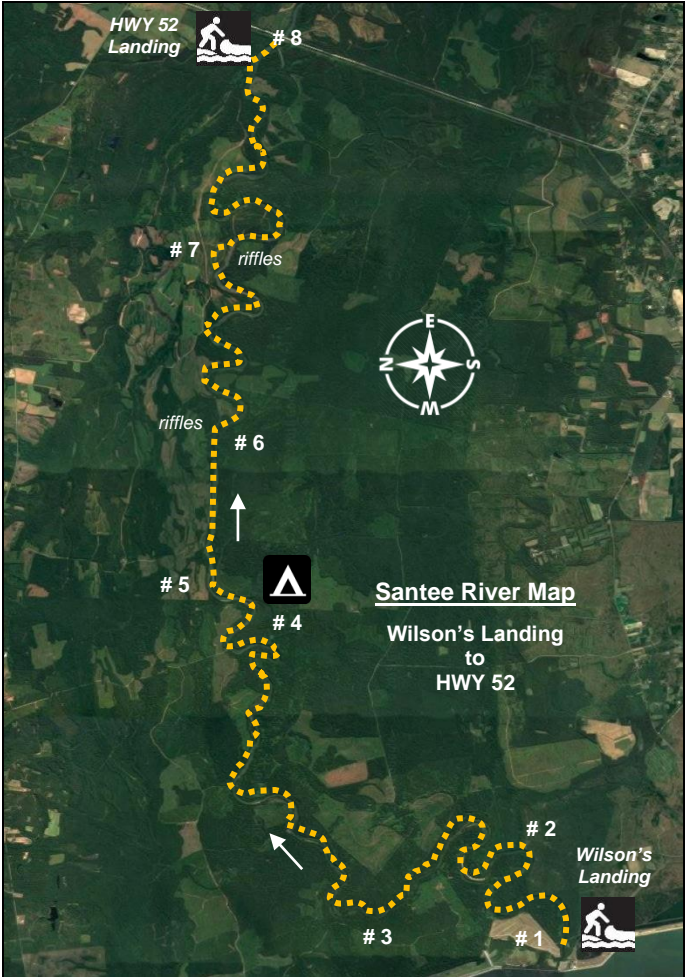 HWY 52
Landing
# 8
# 7
riffles
E
N
S
W
riffles
# 6
# 5
# 4
Santee River Map
Wilson's Landing
to
HWY 52
# 2
Wilson's
Landing
# 3
# 1